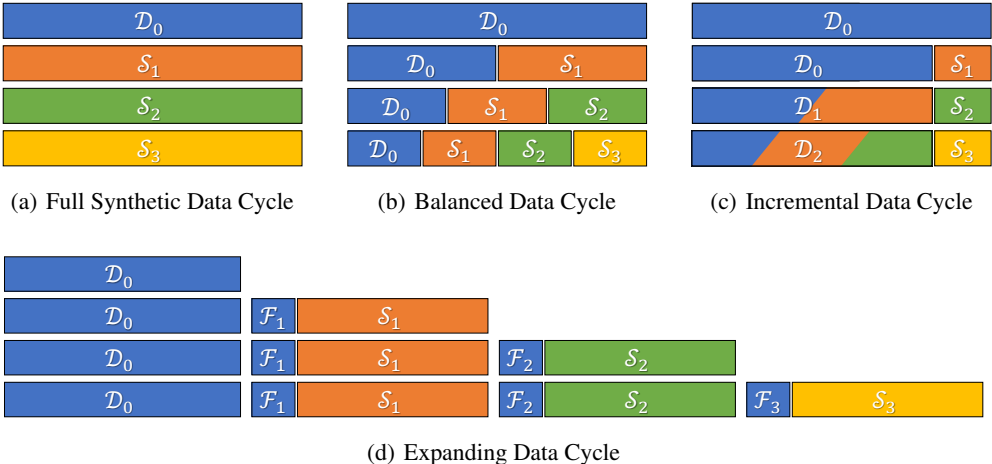 𝒟₀ 𝒟₀ 𝒟₀
𝒮₁ 𝒟₀ 𝒮₁ 𝒟₀ 𝒮₁
𝒮₂ 𝒟₀ 𝒮₁ 𝒮₂ 𝒟₁ 𝒮₂
𝒮₃ 𝒟₀ 𝒮₁ 𝒮₂ 𝒮₃ 𝒟₂ 𝒮₃
(a) Full Synthetic Data Cycle (b) Balanced Data Cycle (c) Incremental Data Cycle
𝒟₀
𝒟₀ ℱ₁ 𝒮₁
𝒟₀ ℱ₁ 𝒮₁ ℱ₂ 𝒮₂
𝒟₀ ℱ₁ 𝒮₁ ℱ₂ 𝒮₂ ℱ₃ 𝒮₃
(d) Expanding Data Cycle